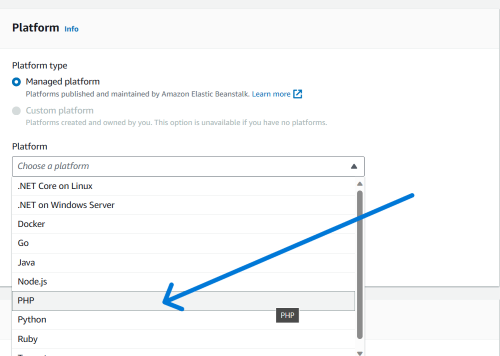 Platform Info
Platform type
Managed platform
Platforms published and maintained by Amazon Elastic Beanstalk. Learn more
Custom platform
Platforms created and owned by you. This option is unavailable if you have no platforms.
Platform
Choose a platform
.NET Core on Linux
.NET on Windows Server
Docker
Go
Java
Node.js
PHP
PHP
Python
Ruby